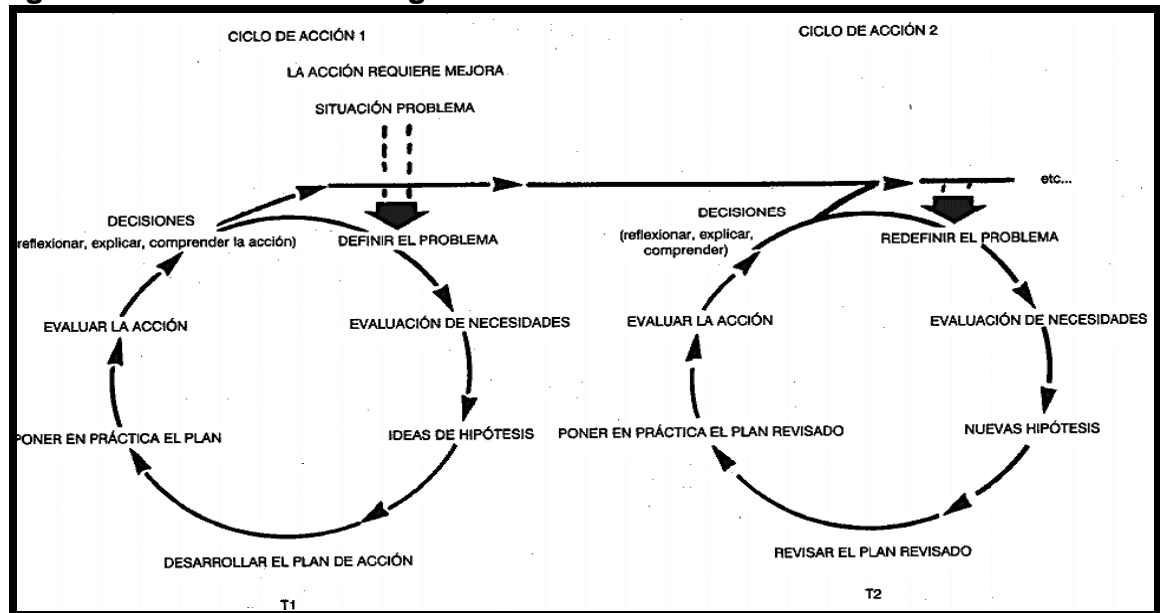 CICLO DE ACCIÓN 1
LA ACCIÓN REQUIERE MEJORA
SITUACIÓN PROBLEMA
DECISIONES
(reflexionar, explicar, comprender la acción)
DEFINIR EL PROBLEMA
EVALUAR LA ACCIÓN
EVALUACIÓN DE NECESIDADES
PONER EN PRÁCTICA EL PLAN
IDEAS DE HIPÓTESIS
DESARROLLAR EL PLAN DE ACCIÓN
T1
CICLO DE ACCIÓN 2
etc...
DECISIONES
(reflexionar, explicar,
comprender)
REDEFINIR EL PROBLEMA
EVALUAR LA ACCIÓN
EVALUACIÓN DE NECESIDADES
PONER EN PRÁCTICA EL PLAN REVISADO
NUEVAS HIPÓTESIS
REVISAR EL PLAN REVISADO
T2